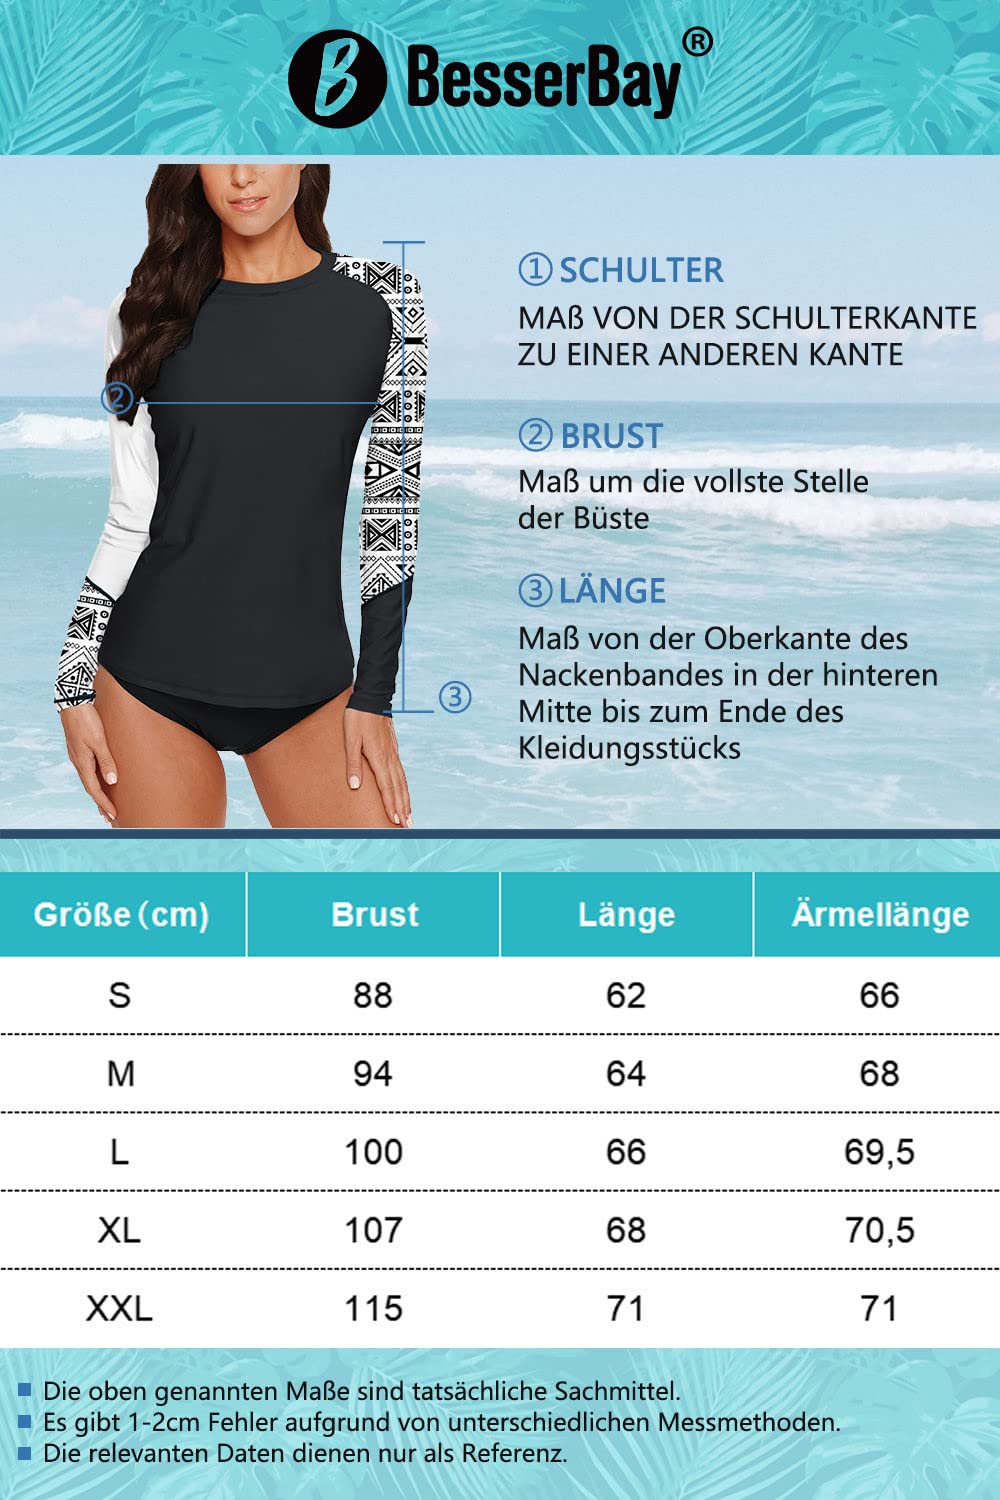 B BesserBay®
① SCHULTER
MAß VON DER SCHULTERKANTE
ZU EINER ANDEREN KANTE
② BRUST
Maß um die vollste Stelle
der Büste
③ LÄNGE
Maß von der Oberkante des
Nackenbandes in der hinteren
Mitte bis zum Ende des
Kleidungsstücks
②
③
Größe (cm) Brust Länge Ärmellänge
S 88 62 66
M 94 64 68
L 100 66 69,5
XL 107 68 70,5
XXL 115 71 71
Die oben genannten Maße sind tatsächliche Sachmittel.
Es gibt 1-2cm Fehler aufgrund von unterschiedlichen Messmethoden.
Die relevanten Daten dienen nur als Referenz.